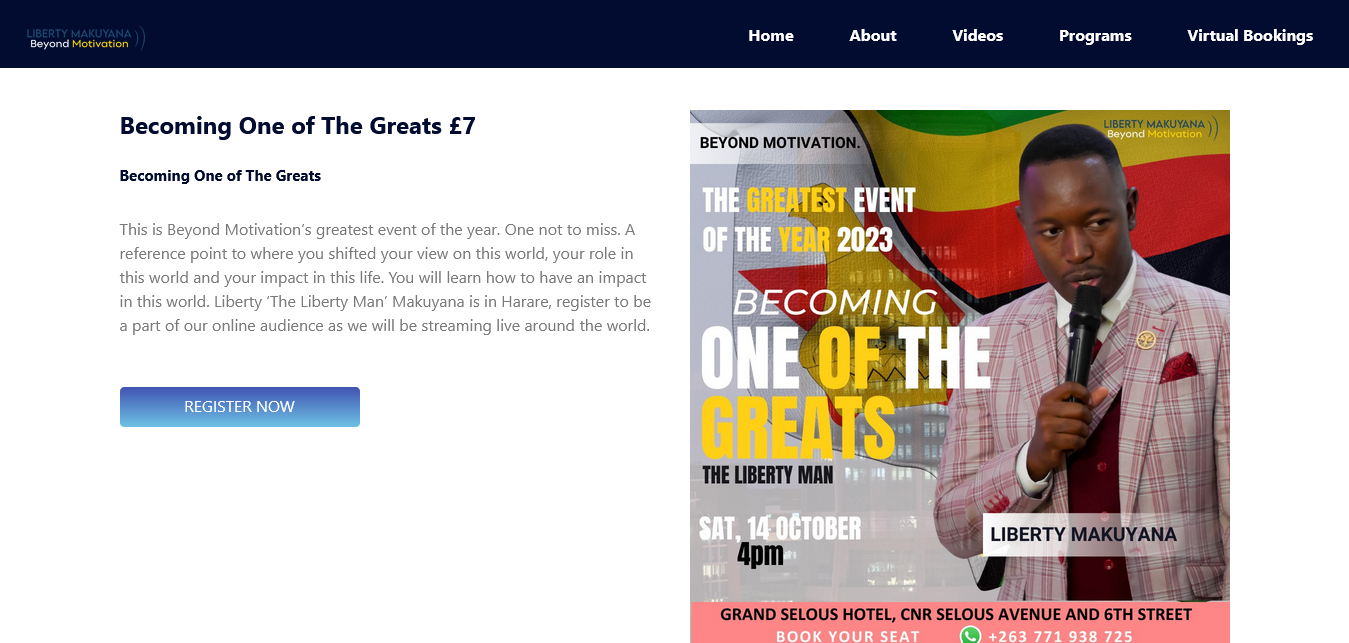 LIBERTY MAKUYANA
Beyond Motivation
Home
About
Videos
Programs
Virtual Bookings
Becoming One of The Greats £7
Becoming One of The Greats
This is Beyond Motivation’s greatest event of the year. One not to miss. A
reference point to where you shifted your view on this world, your role in
this world and your impact in this life. You will learn how to have an impact
in this world. Liberty ‘The Liberty Man’ Makuyana is in Harare, register to be
a part of our online audience as we will be streaming live around the world.
REGISTER NOW
LIBERTY MAKUYANA
Beyond Motivation
BEYOND MOTIVATION.
THE GREATEST EVENT
OF THE YEAR 2023
BECOMING
ONE OF THE
GREATS
THE LIBERTY MAN
SAT, 14 OCTOBER
4pm
LIBERTY MAKUYANA
GRAND SELOUS HOTEL, CNR SELOUS AVENUE AND 6TH STREET
BOOK YOUR SEAT
+263 771 938 725